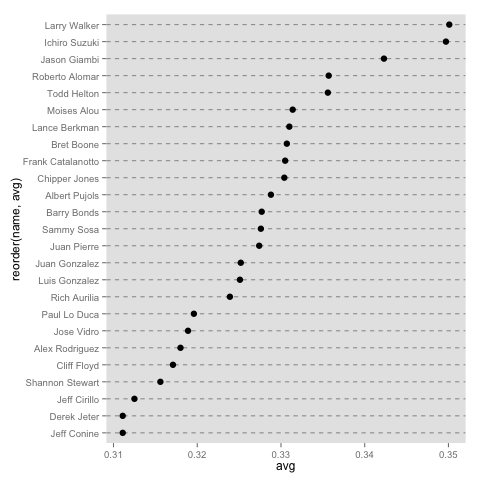 Larry Walker
Ichiro Suzuki
Jason Giambi
Roberto Alomar
Todd Helton
Moises Alou
Lance Berkman
Bret Boone
Frank Catalanotto
Chipper Jones
Albert Pujols
Barry Bonds
Sammy Sosa
Juan Pierre
Juan Gonzalez
Luis Gonzalez
Rich Aurilia
Paul Lo Duca
Jose Vidro
Alex Rodriguez
Cliff Floyd
Shannon Stewart
Jeff Cirillo
Derek Jeter
Jeff Conine
reorder(name, avg)
0.31 0.32 0.33 0.34 0.35
avg